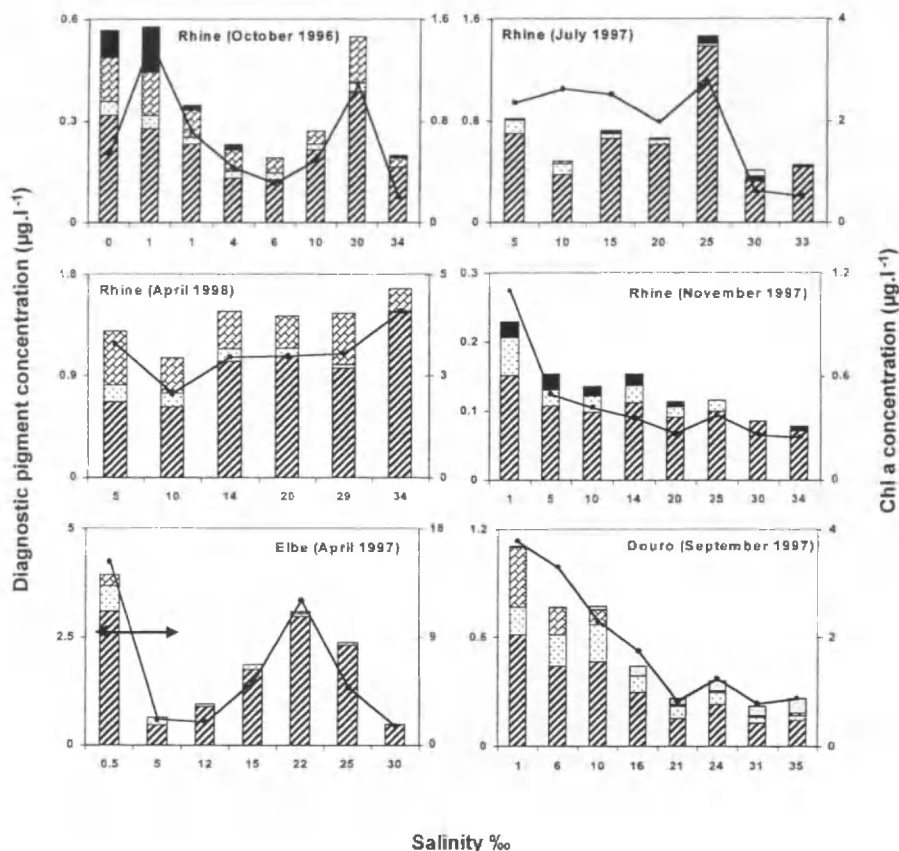 Diagnostic pigment concentration (µg.l⁻¹)
Chl a concentration (µg.l⁻¹)
Rhine (October 1996)
0.6
0.3
0
1.6
0.8
0
0 1 1 4 6 10 30 34
Rhine (July 1997)
1.6
0.8
0
4
2
0
5 10 15 20 25 30 33
Rhine (April 1998)
1.8
0.9
0
5
3
0
5 10 14 20 29 34
Rhine (November 1997)
0.3
0.2
0.1
0
1.2
0.6
0
1 5 10 14 20 25 30 34
Elbe (April 1997)
5
2.5
0
18
9
0
0.5 5 12 15 22 25 30
Douro (September 1997)
1.2
0.6
0
4
2
0
1 6 10 16 21 24 31 35
Salinity ‰